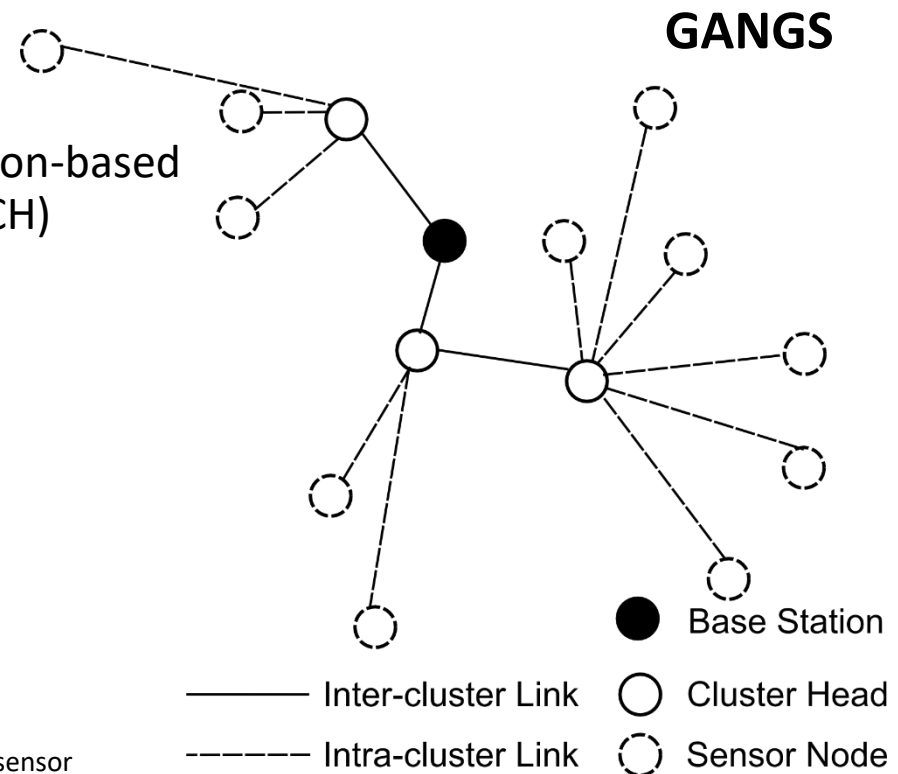 GANGS
on-based
CH)
Base Station
Inter-cluster Link
Cluster Head
Intra-cluster Link
Sensor Node
sensor